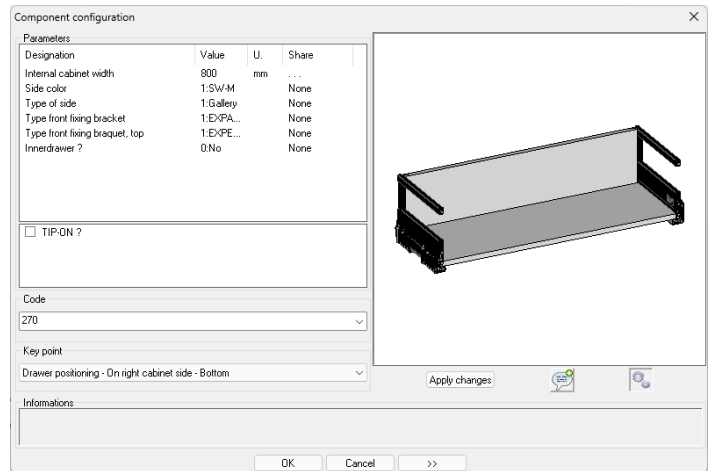 Component configuration
Parameters
Designation Value U. Share
Internal cabinet width 800 mm . . .
Side color 1:SW-M None
Type of side 1:Gallery None
Type front fixing bracket 1:EXPA... None
Type front fixing braquet, top 1:EXPE... None
Innerdrawer ? 0:No None
TIP-ON ?
Code
270
Key point
Drawer positioning - On right cabinet side - Bottom
Apply changes
Informations
OK Cancel >>